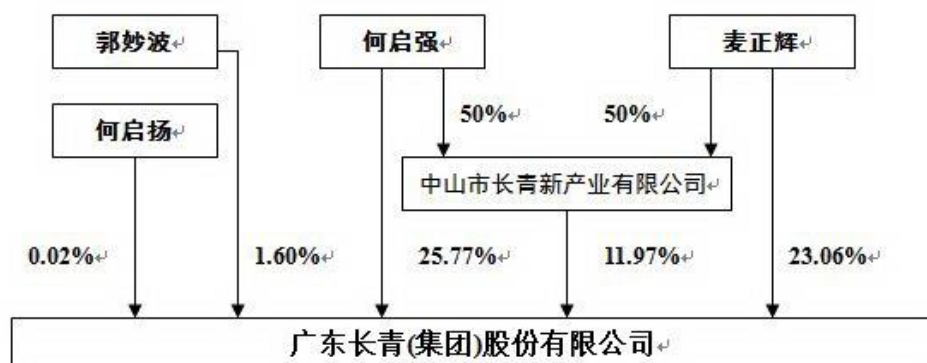 郭妙波
何启强
麦正辉
何启扬
50%
50%
中山市长青新产业有限公司
0.02%
1.60%
25.77%
11.97%
23.06%
广东长青(集团)股份有限公司